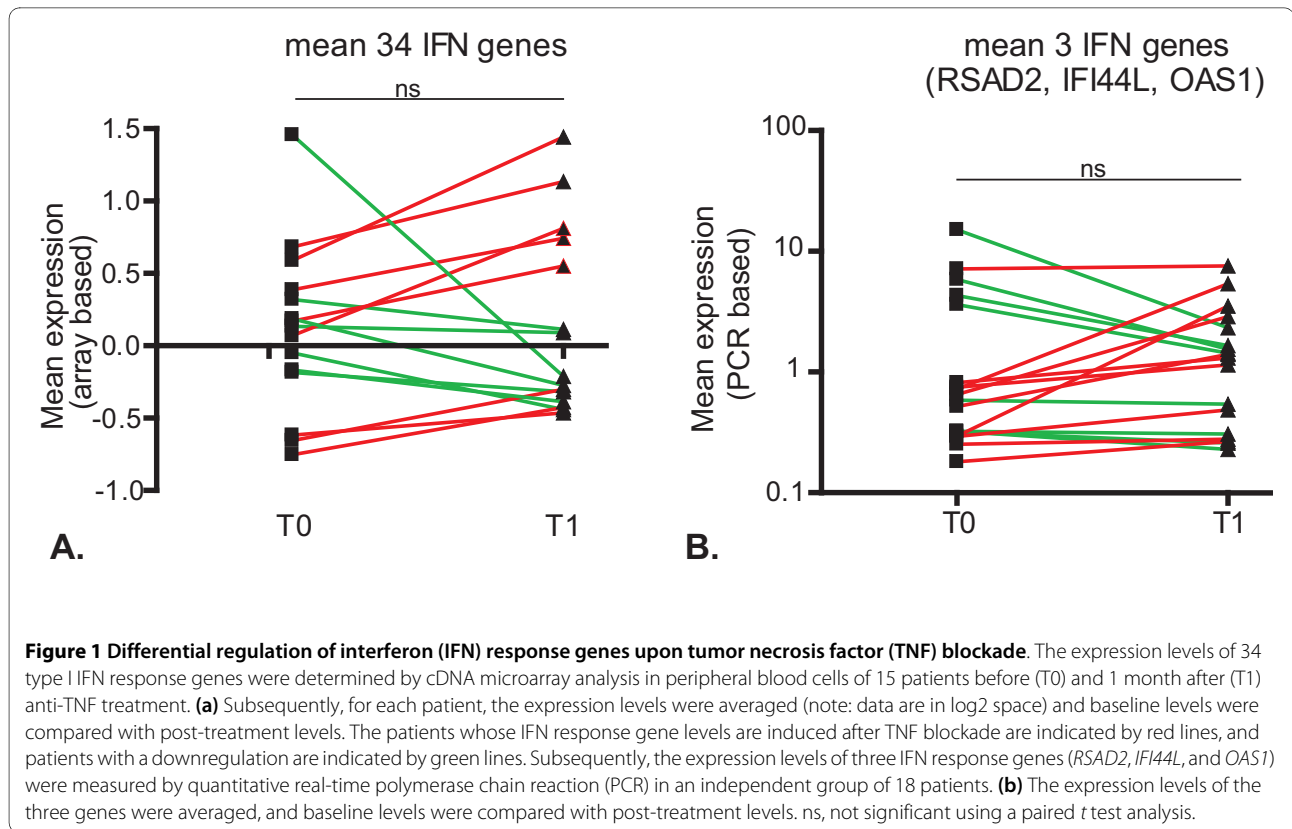 mean 34 IFN genes
ns
1.5
1.0
0.5
0.0
-0.5
-1.0
Mean expression
(array based)
T0
T1
A.
mean 3 IFN genes
(RSAD2, IFI44L, OAS1)
ns
100
10
1
0.1
Mean expression
(PCR based)
T0
T1
B.
Figure 1 Differential regulation of interferon (IFN) response genes upon tumor necrosis factor (TNF) blockade. The expression levels of 34
type I IFN response genes were determined by cDNA microarray analysis in peripheral blood cells of 15 patients before (T0) and 1 month after (T1)
anti-TNF treatment. (a) Subsequently, for each patient, the expression levels were averaged (note: data are in log2 space) and baseline levels were
compared with post-treatment levels. The patients whose IFN response gene levels are induced after TNF blockade are indicated by red lines, and
patients with a downregulation are indicated by green lines. Subsequently, the expression levels of three IFN response genes (RSAD2, IFI44L, and OAS1)
were measured by quantitative real-time polymerase chain reaction (PCR) in an independent group of 18 patients. (b) The expression levels of the
three genes were averaged, and baseline levels were compared with post-treatment levels. ns, not significant using a paired t test analysis.